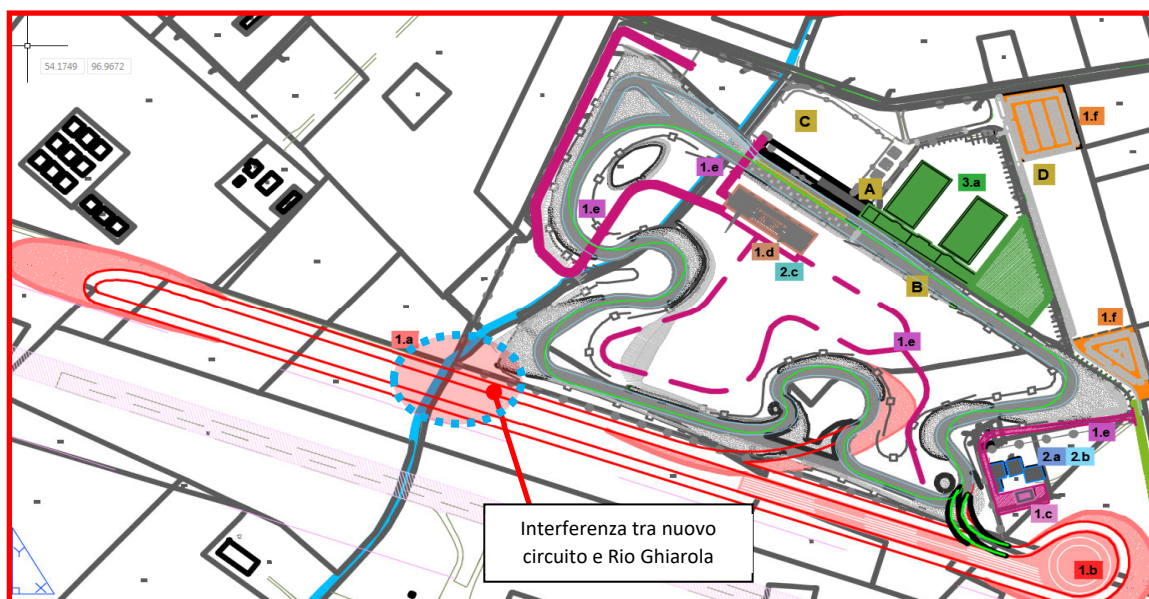 54.1749 96.9672
C
1.f
1.e
A
3.a
D
1.e
1.d
2.c
B
1.a
1.f
1.e
1.e
2.a 2.b
1.c
Interferenza tra nuovo
circuito e Rio Ghiarola
1.b
12
Y
X